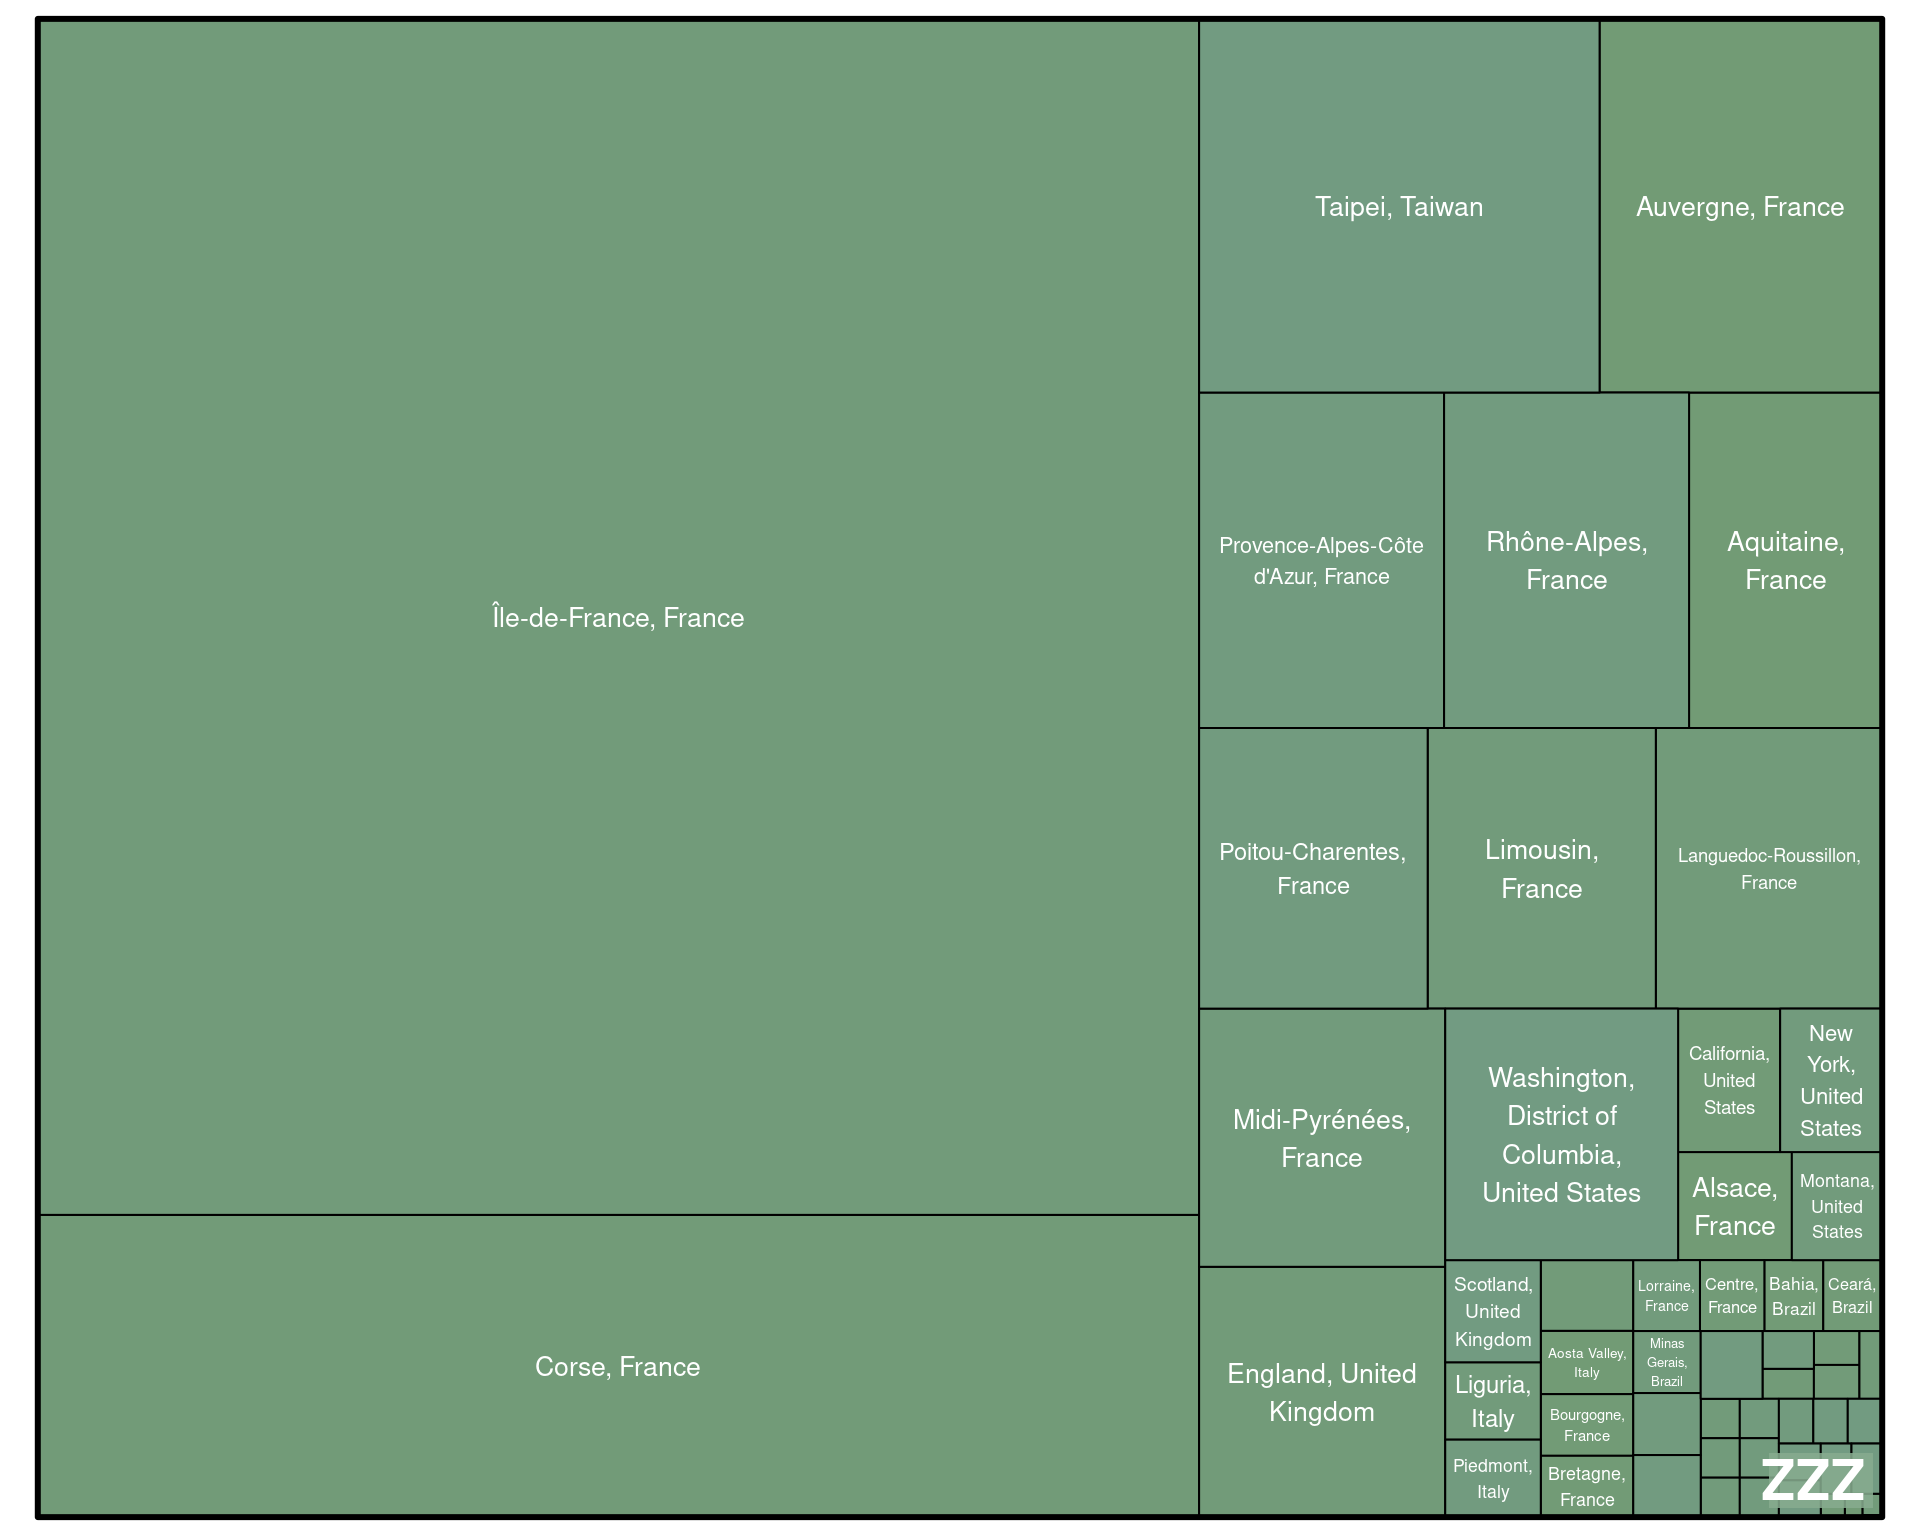 Île-de-France, France
Corse, France
Taipei, Taiwan
Auvergne, France
Provence-Alpes-Côte
d'Azur, France
Rhône-Alpes,
France
Aquitaine,
France
Poitou-Charentes,
France
Limousin,
France
Languedoc-Roussillon,
France
Midi-Pyrénées,
France
England, United
Kingdom
Washington,
District of
Columbia,
United States
California,
United
States
New
York,
United
States
Alsace,
France
Montana,
United
States
Scotland,
United
Kingdom
Liguria,
Italy
Piedmont,
Italy
Aosta Valley,
Italy
Bourgogne,
France
Bretagne,
France
Lorraine,
France
Centre,
France
Bahia,
Brazil
Ceará,
Brazil
Minas
Gerais,
Brazil
ZZZ